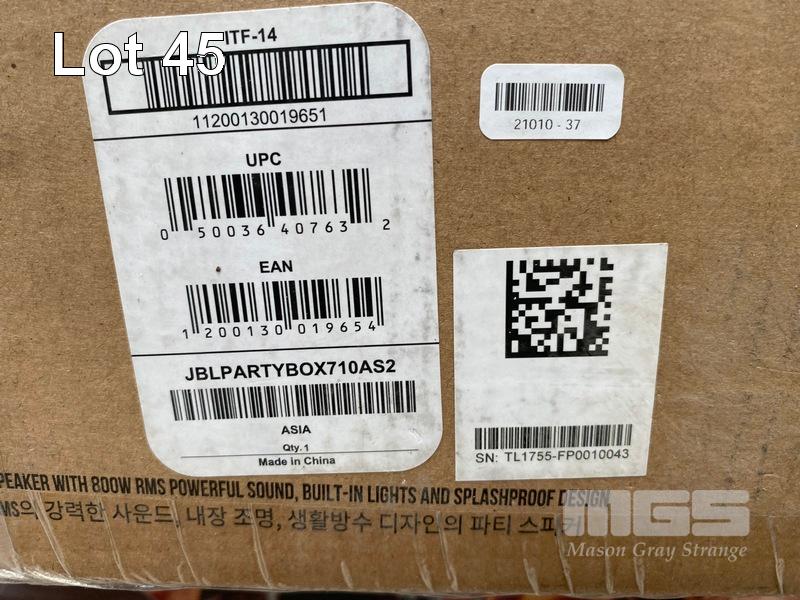 Lot 45
ITF-14
11200130019651
UPC
0 50036 40763 2
EAN
1 200130 019654
JBLPARTYBOX710AS2
ASIA
Qty. 1
Made in China
21010 - 37
SN: TL1755-FP0010043
PEAKER WITH 800W RMS POWERFUL SOUND, BUILT-IN LIGHTS AND SPLASHPROOF DESIGN
MS의 강력한 사운드, 내장 조명, 생활방수 디자인의 파티 스피커
MGS
Mason Gray Strange